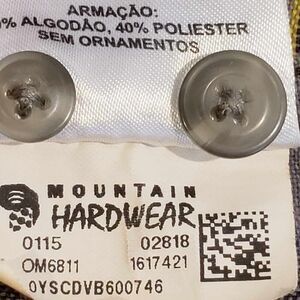 ARMAÇÃO:
% ALGODÃO, 40% POLIESTER
SEM ORNAMENTOS
MOUNTAIN
HARDWEAR
0115 02818
OM6811 1617421
0YSCDVB600746